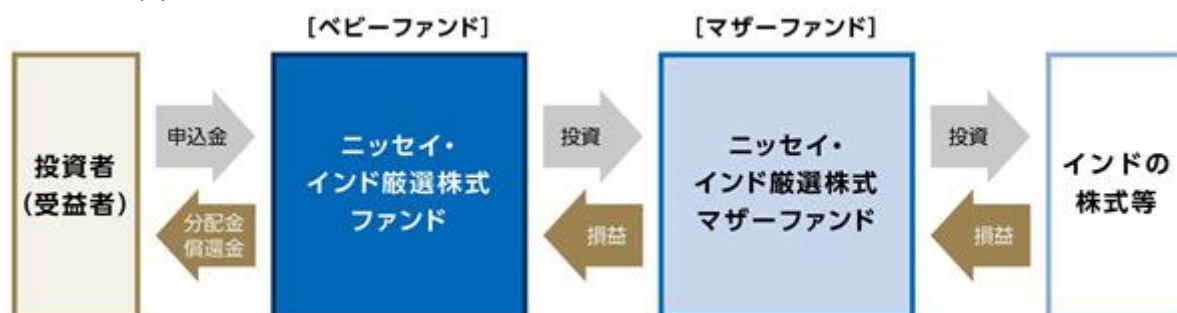 [ベビーファンド]
[マザーファンド]
投資者
(受益者)
申込金
分配金
償還金
ニッセイ・
インド厳選株式
ファンド
投資
損益
ニッセイ・
インド厳選株式
マザーファンド
投資
損益
インドの
株式等